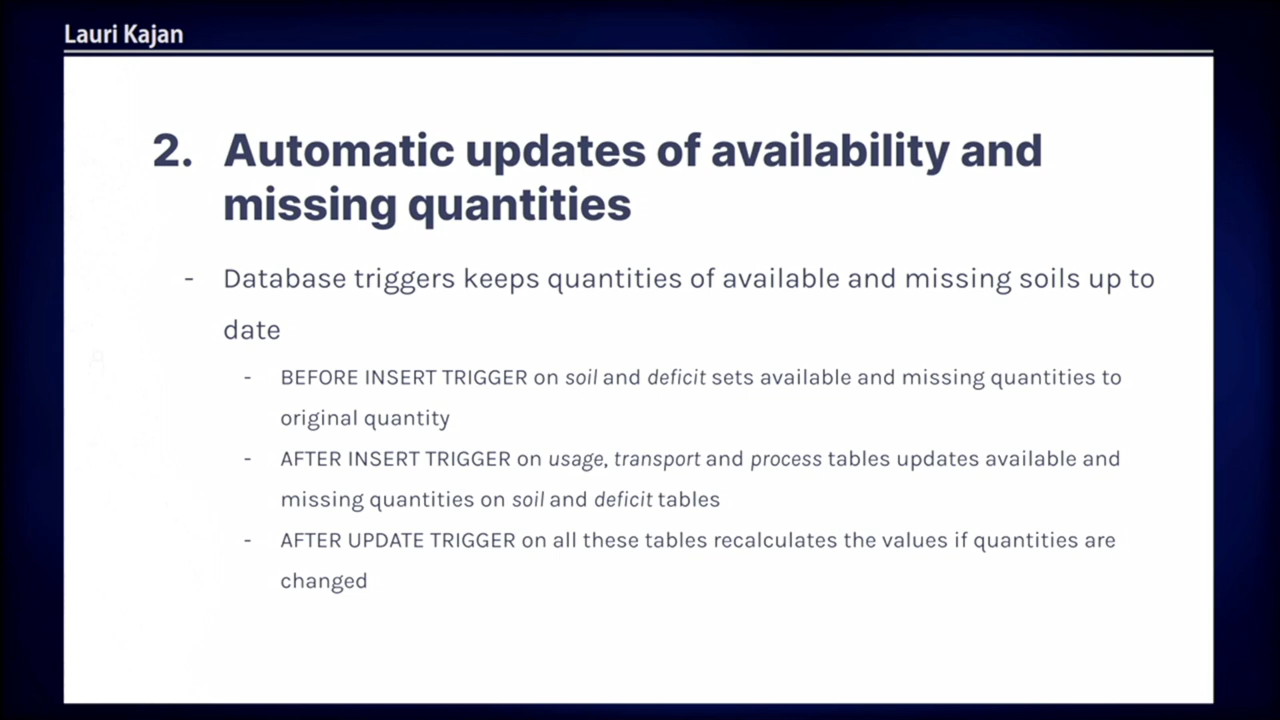 Lauri Kajan
2. Automatic updates of availability and
missing quantities
- Database triggers keeps quantities of available and missing soils up to
date
- BEFORE INSERT TRIGGER on soil and deficit sets available and missing quantities to
original quantity
- AFTER INSERT TRIGGER on usage, transport and process tables updates available and
missing quantities on soil and deficit tables
- AFTER UPDATE TRIGGER on all these tables recalculates the values if quantities are
changed